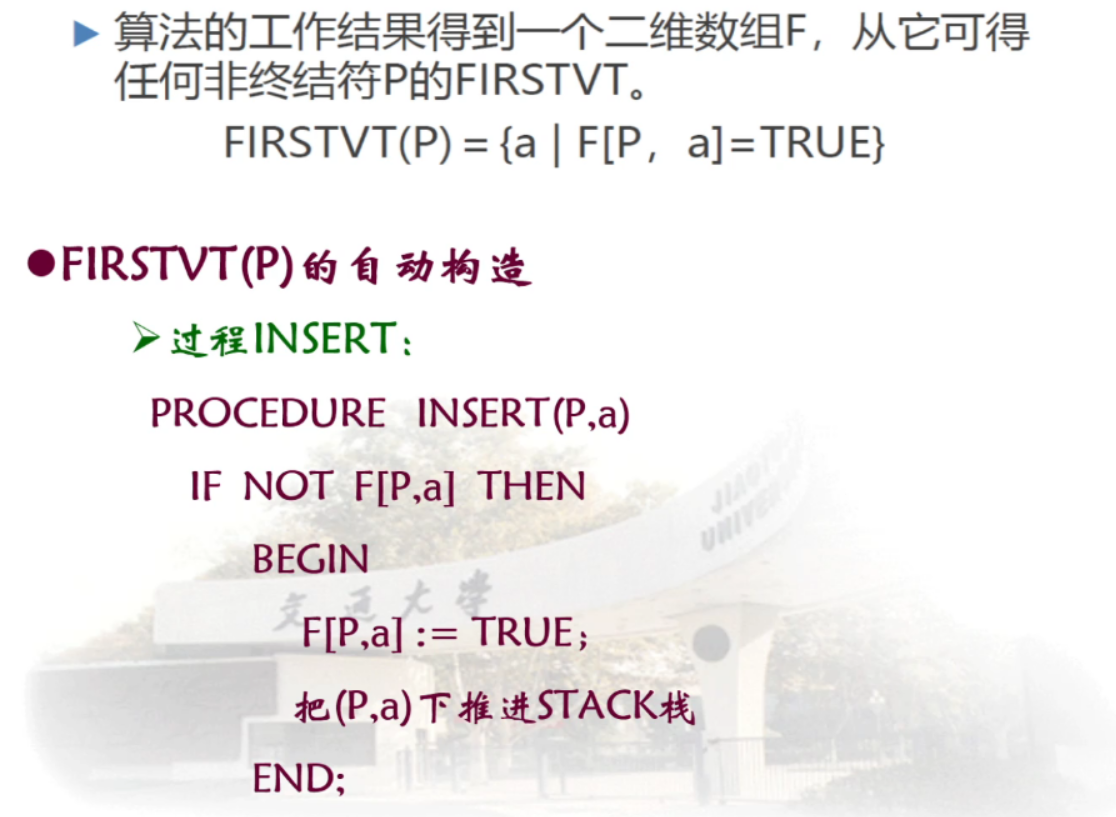 ▶ 算法的工作结果得到一个二维数组F，从它可得
任何非终结符P的FIRSTVT。
FIRSTVT(P) = {a | F[P，a]=TRUE}
●FIRSTVT(P)的自动构造
➢过程INSERT：
PROCEDURE INSERT(P,a)
IF NOT F[P,a] THEN
BEGIN
F[P,a] := TRUE；
把(P,a)下推进STACK栈
END;
交通大学